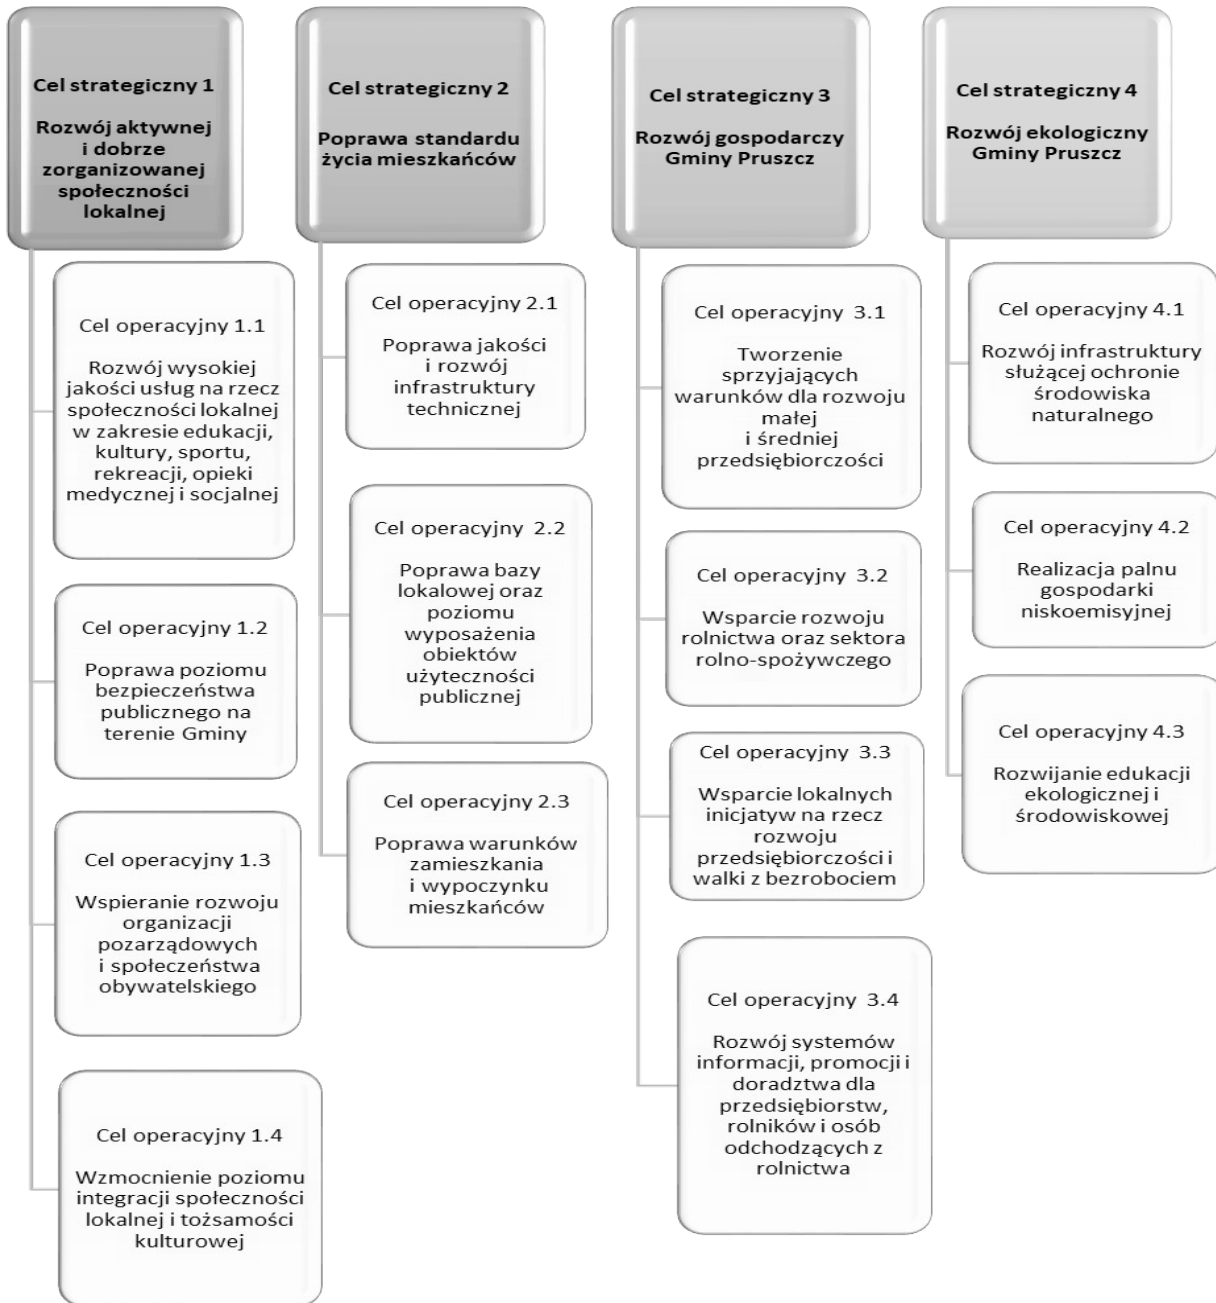 Cel strategiczny 1
Rozwój aktywnej
i dobrze
zorganizowanej
społeczności
lokalnej
Cel operacyjny 1.1
Rozwój wysokiej
jakości usług na rzecz
społeczności lokalnej
w zakresie edukacji,
kultury, sportu,
rekreacji, opieki
medycznej i socjalnej
Cel operacyjny 1.2
Poprawa poziomu
bezpieczeństwa
publicznego na
terenie Gminy
Cel operacyjny 1.3
Wspieranie rozwoju
organizacji
pozarządowych
i społeczeństwa
obywatelskiego
Cel operacyjny 1.4
Wzmocnienie poziomu
integracji społeczności
lokalnej i tożsamości
kulturowej
Cel strategiczny 2
Poprawa standardu
życia mieszkańców
Cel operacyjny 2.1
Poprawa jakości
i rozwój
infrastruktury
technicznej
Cel operacyjny 2.2
Poprawa bazy
lokalowej oraz
poziomu
wyposażenia
obiektów
użyteczności
publicznej
Cel operacyjny 2.3
Poprawa warunków
zamieszkania
i wypoczynku
mieszkańców
Cel strategiczny 3
Rozwój gospodarczy
Gminy Pruszcz
Cel operacyjny 3.1
Tworzenie
sprzyjających
warunków dla rozwoju
małej
i średniej
przedsiębiorczości
Cel operacyjny 3.2
Wsparcie rozwoju
rolnictwa oraz sektora
rolno-spożywczego
Cel operacyjny 3.3
Wsparcie lokalnych
inicjatyw na rzecz
rozwoju
przedsiębiorczości i
walki z bezrobociem
Cel operacyjny 3.4
Rozwój systemów
informacji, promocji i
doradztwa dla
przedsiębiorstw,
rolników i osób
odchodzących z
rolnictwa
Cel strategiczny 4
Rozwój ekologiczny
Gminy Pruszcz
Cel operacyjny 4.1
Rozwój infrastruktury
służącej ochronie
środowiska
naturalnego
Cel operacyjny 4.2
Realizacja palnu
gospodarki
niskoemisyjnej
Cel operacyjny 4.3
Rozwijanie edukacji
ekologicznej i
środowiskowej